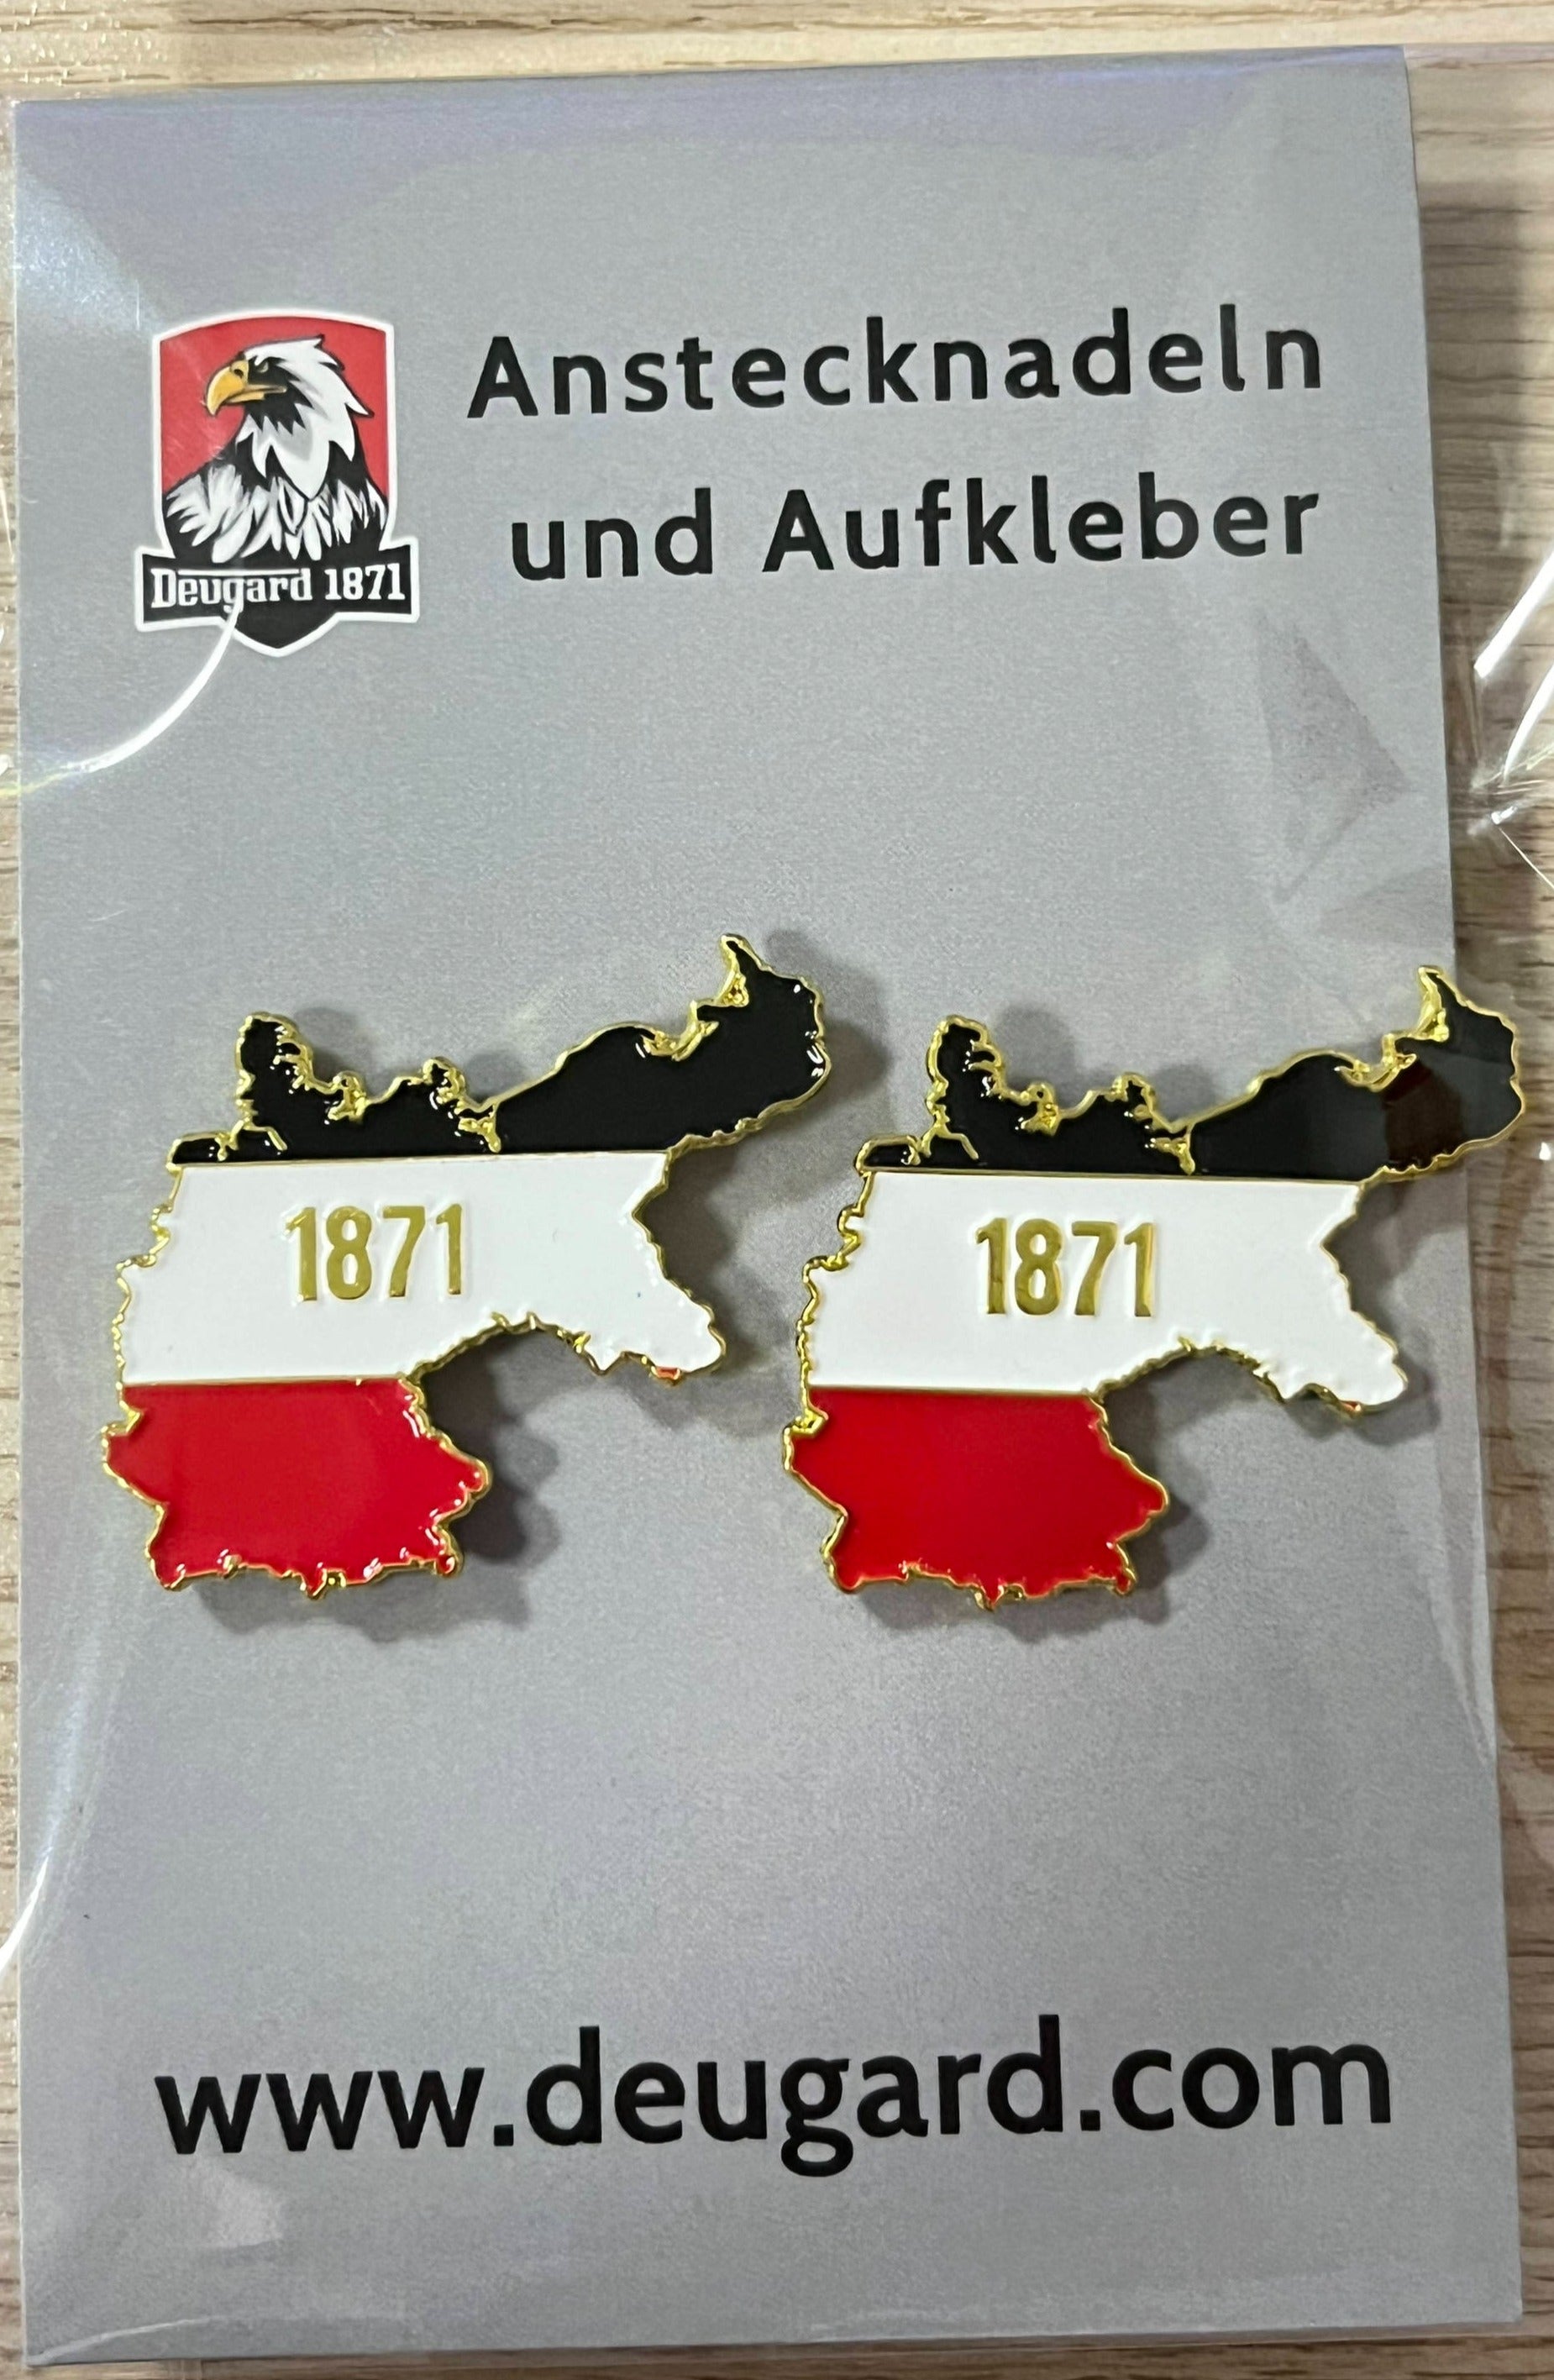 Anstecknadeln
und Aufkleber
Deugard 1871
1871
1871
www.deugard.com